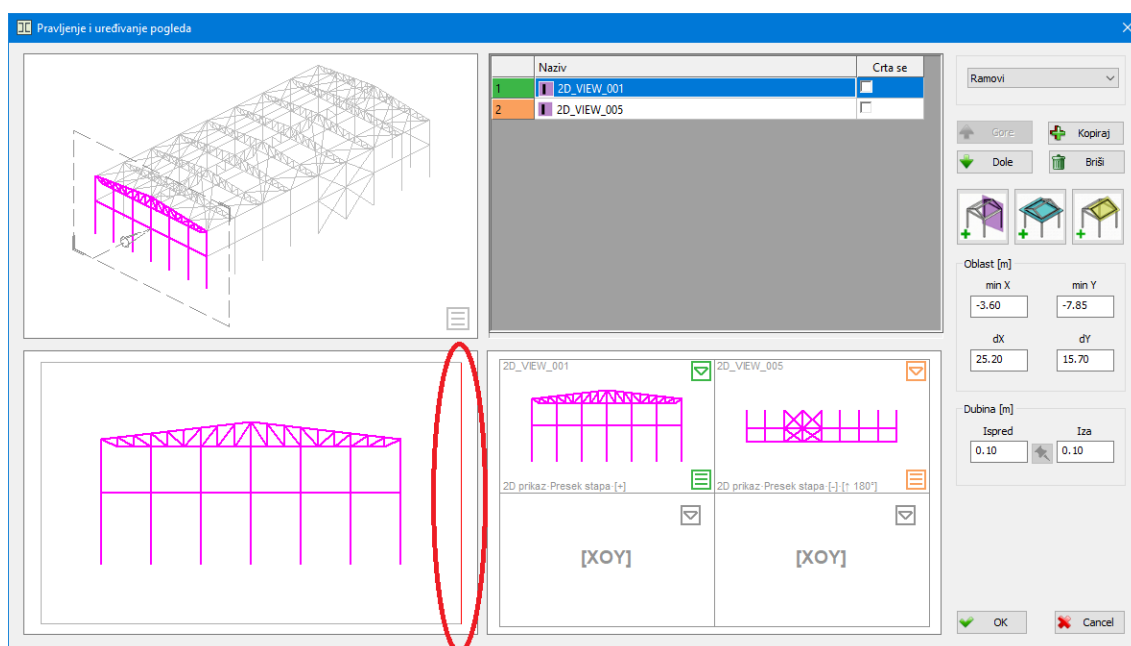 Pravljenje i uređivanje pogleda
Naziv Crta se
1 2D_VIEW_001
2 2D_VIEW_005
Ramovi
Gore Kopiraj
Dole Briši
Oblast [m]
min X min Y
-3.60 -7.85
dX dY
25.20 15.70
Dubina [m]
Ispred Iza
0.10 0.10
2D_VIEW_001 2D_VIEW_005
2D prikaz·Presek stapa·[+] 2D prikaz·Presek stapa·[-]·[↑ 180°]
[XOY] [XOY]
OK Cancel